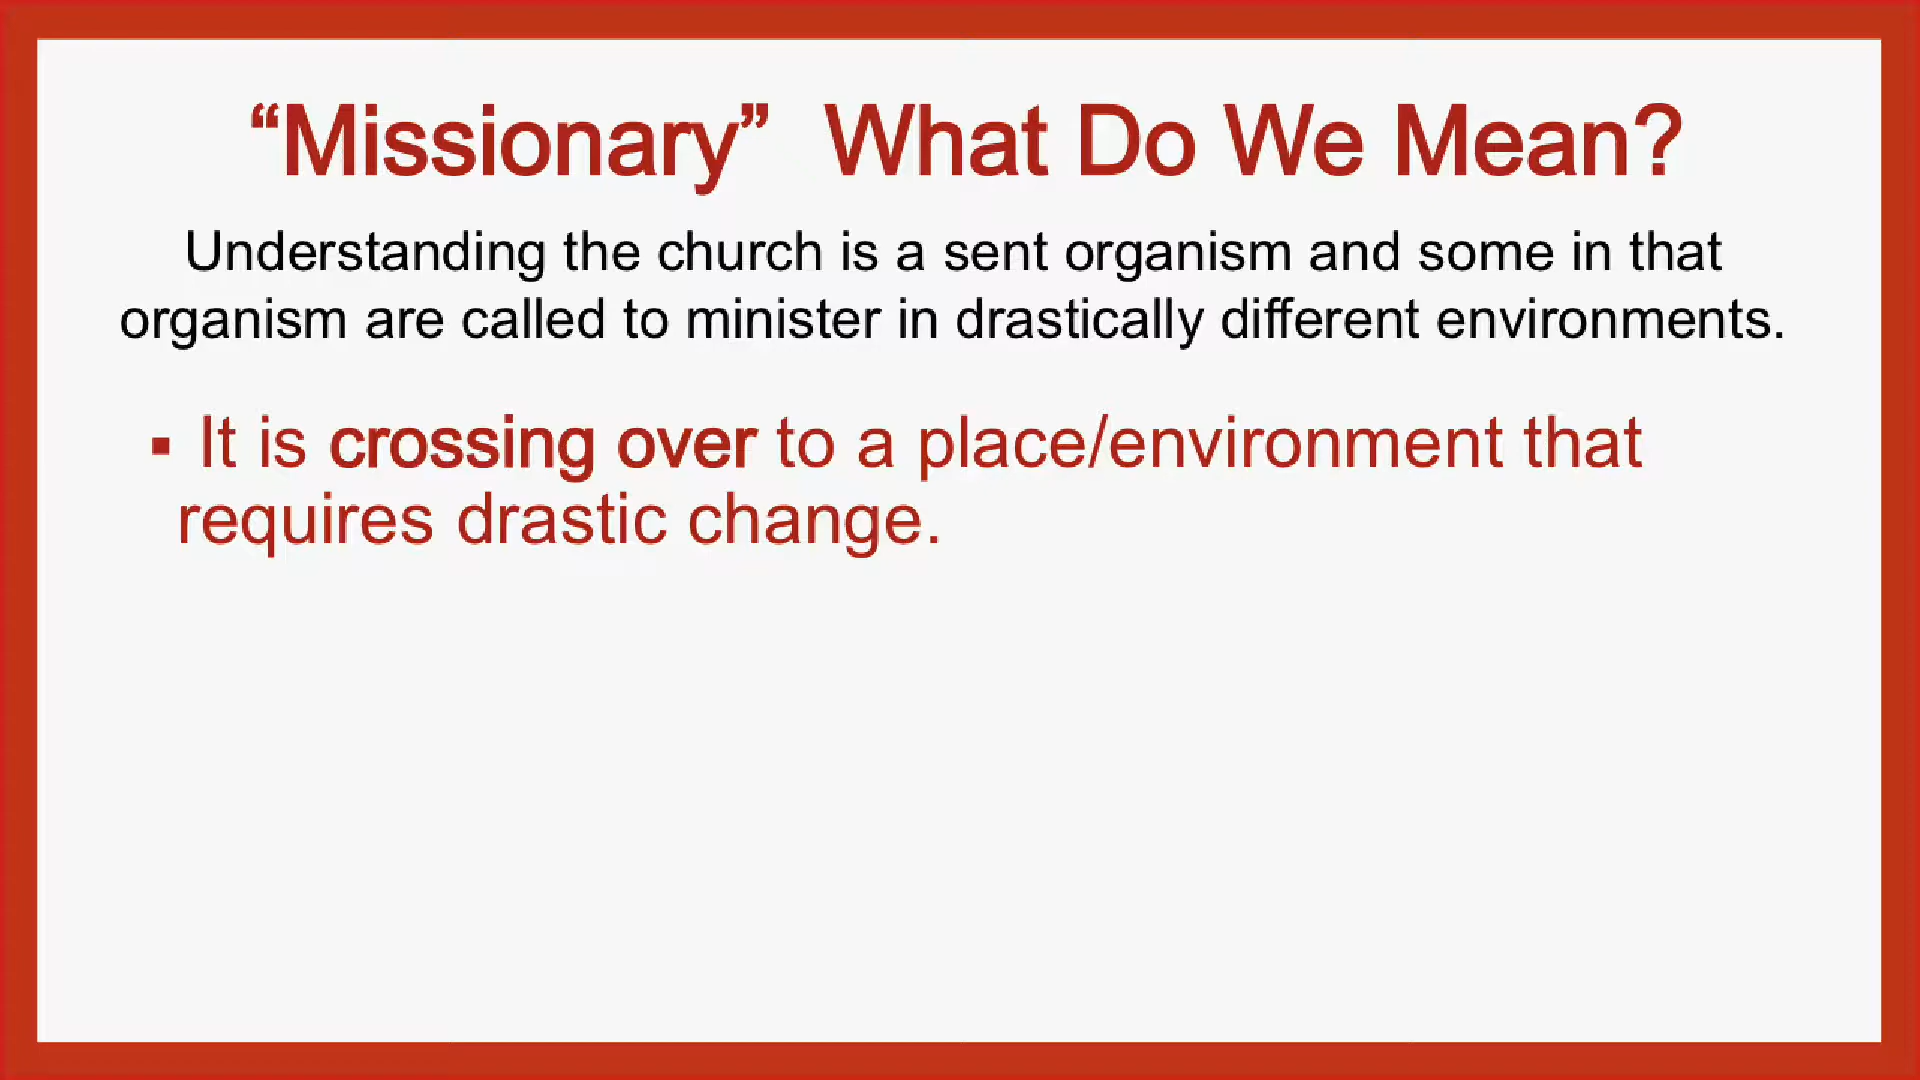 “Missionary” What Do We Mean?
Understanding the church is a sent organism and some in that
organism are called to minister in drastically different environments.
▪ It is crossing over to a place/environment that
requires drastic change.